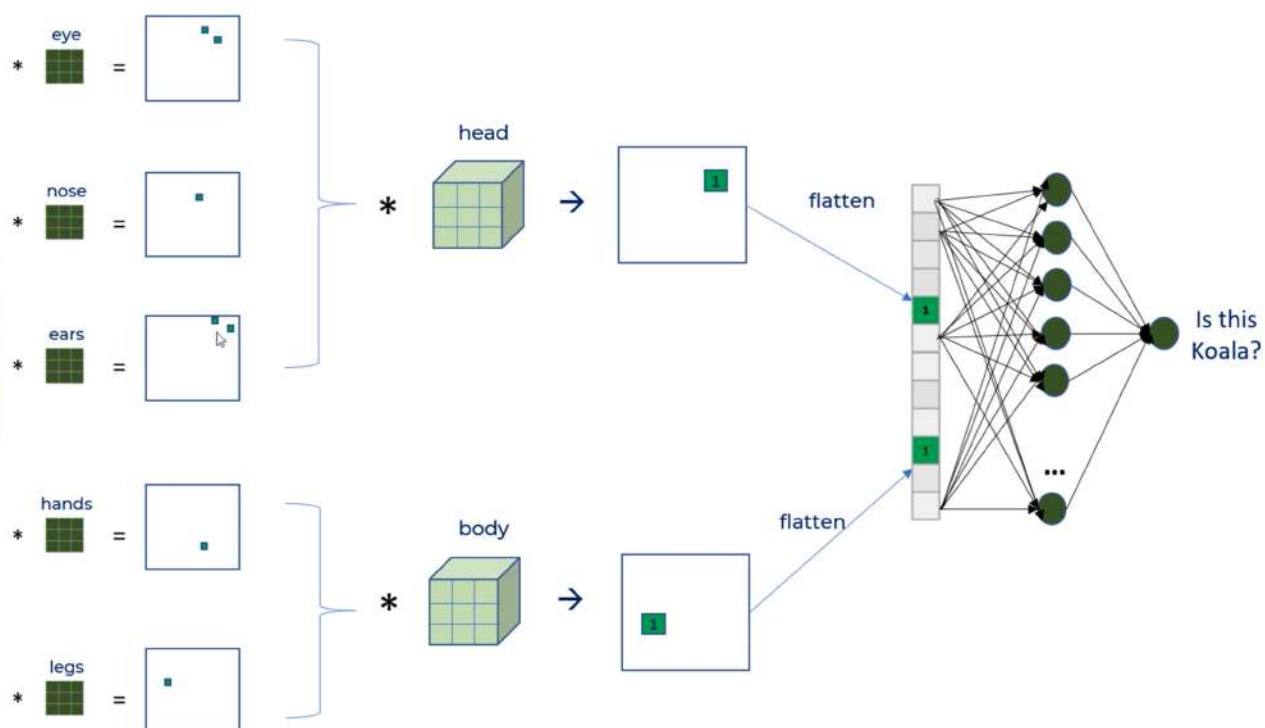 eye
* =
nose
* =
ears
* =
hands
* =
legs
* =
head
* →
1
body
* →
1
flatten
flatten
1
1
...
Is this
Koala?